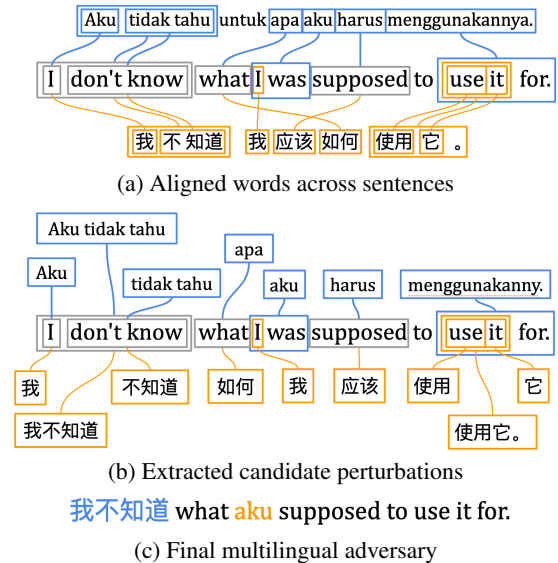 Aku tidak tahu untuk apa aku harus menggunakannya.
I don't know what I was supposed to use it for.
我 不 知道 我 应该 如何 使用 它 。
(a) Aligned words across sentences
Aku tidak tahu
apa
Aku
tidak tahu
aku
harus
menggunakanny.
I don't know what I was supposed to use it for.
我
不知道
如何
我
应该
使用
它
我不知道
使用它。
(b) Extracted candidate perturbations
我不知道 what aku supposed to use it for.
(c) Final multilingual adversary